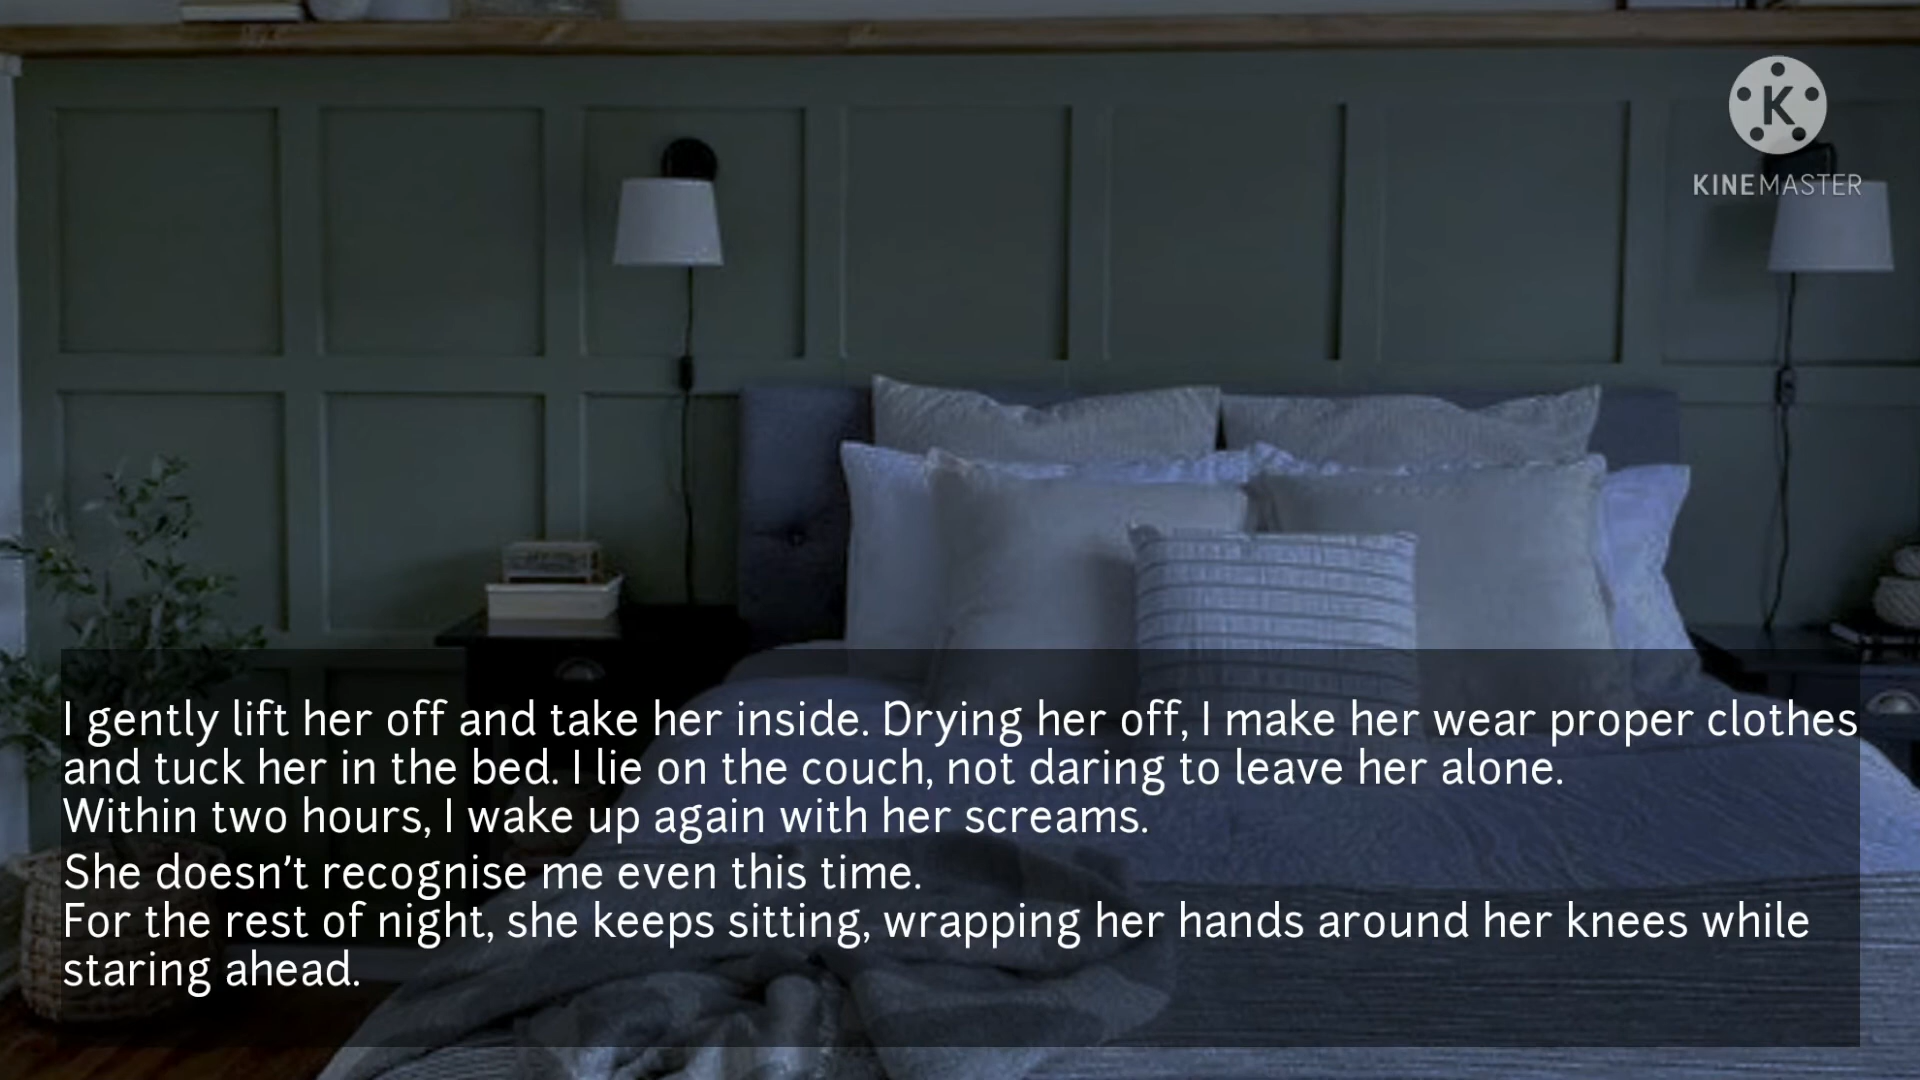 K
KINEMASTER
I gently lift her off and take her inside. Drying her off, I make her wear proper clothes
and tuck her in the bed. I lie on the couch, not daring to leave her alone.
Within two hours, I wake up again with her screams.
She doesn't recognise me even this time.
For the rest of night, she keeps sitting, wrapping her hands around her knees while
staring ahead.